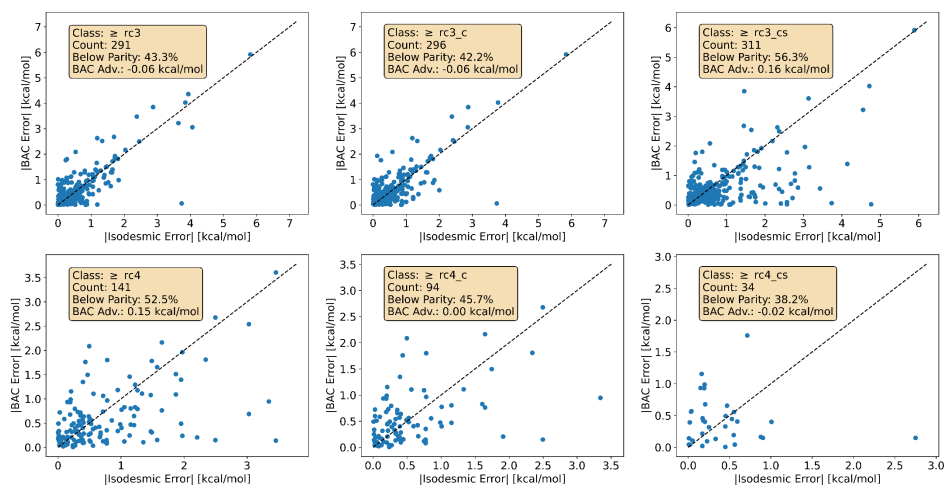 Class: ≥ rc3
Count: 291
Below Parity: 43.3%
BAC Adv.: -0.06 kcal/mol
|BAC Error| [kcal/mol]
7
6
5
4
3
2
1
0
0 1 2 3 4 5 6 7
|Isodesmic Error| [kcal/mol]
Class: ≥ rc3_c
Count: 296
Below Parity: 42.2%
BAC Adv.: -0.06 kcal/mol
|BAC Error| [kcal/mol]
7
6
5
4
3
2
1
0
0 1 2 3 4 5 6 7
|Isodesmic Error| [kcal/mol]
Class: ≥ rc3_cs
Count: 311
Below Parity: 56.3%
BAC Adv.: 0.16 kcal/mol
|BAC Error| [kcal/mol]
6
5
4
3
2
1
0
0 1 2 3 4 5 6
|Isodesmic Error| [kcal/mol]
Class: ≥ rc4
Count: 141
Below Parity: 52.5%
BAC Adv.: 0.15 kcal/mol
|BAC Error| [kcal/mol]
3.5
3.0
2.5
2.0
1.5
1.0
0.5
0.0
0 1 2 3
|Isodesmic Error| [kcal/mol]
Class: ≥ rc4_c
Count: 94
Below Parity: 45.7%
BAC Adv.: 0.00 kcal/mol
|BAC Error| [kcal/mol]
3.5
3.0
2.5
2.0
1.5
1.0
0.5
0.0
0.0 0.5 1.0 1.5 2.0 2.5 3.0 3.5
|Isodesmic Error| [kcal/mol]
Class: ≥ rc4_cs
Count: 34
Below Parity: 38.2%
BAC Adv.: -0.02 kcal/mol
|BAC Error| [kcal/mol]
3.0
2.5
2.0
1.5
1.0
0.5
0.0
0.0 0.5 1.0 1.5 2.0 2.5 3.0
|Isodesmic Error| [kcal/mol]